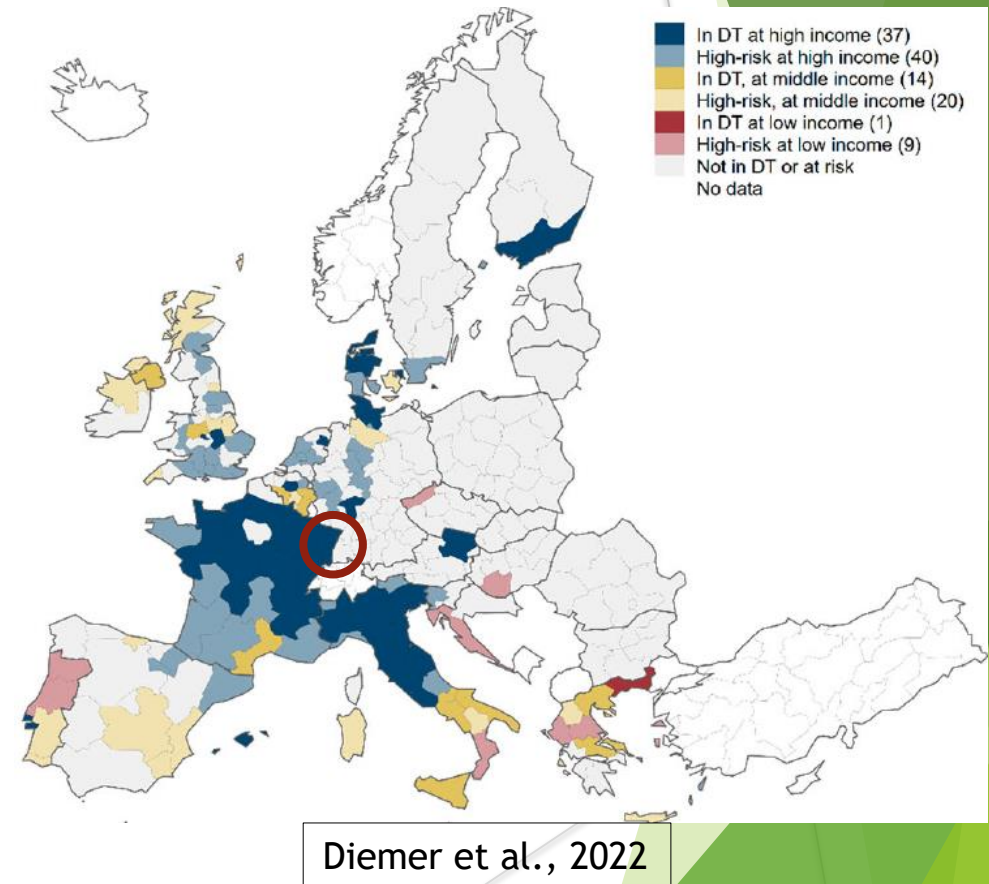 In DT at high income (37)
High-risk at high income (40)
In DT, at middle income (14)
High-risk, at middle income (20)
In DT at low income (1)
High-risk at low income (9)
Not in DT or at risk
No data
Diemer et al., 2022